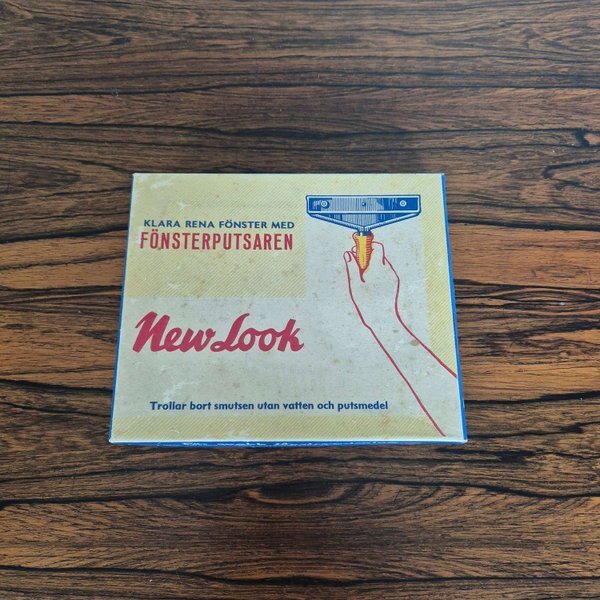 KLARA RENA FÖNSTER MED
FÖNSTERPUTSAREN
New Look
Trollar bort smutsen utan vatten och putsmedel